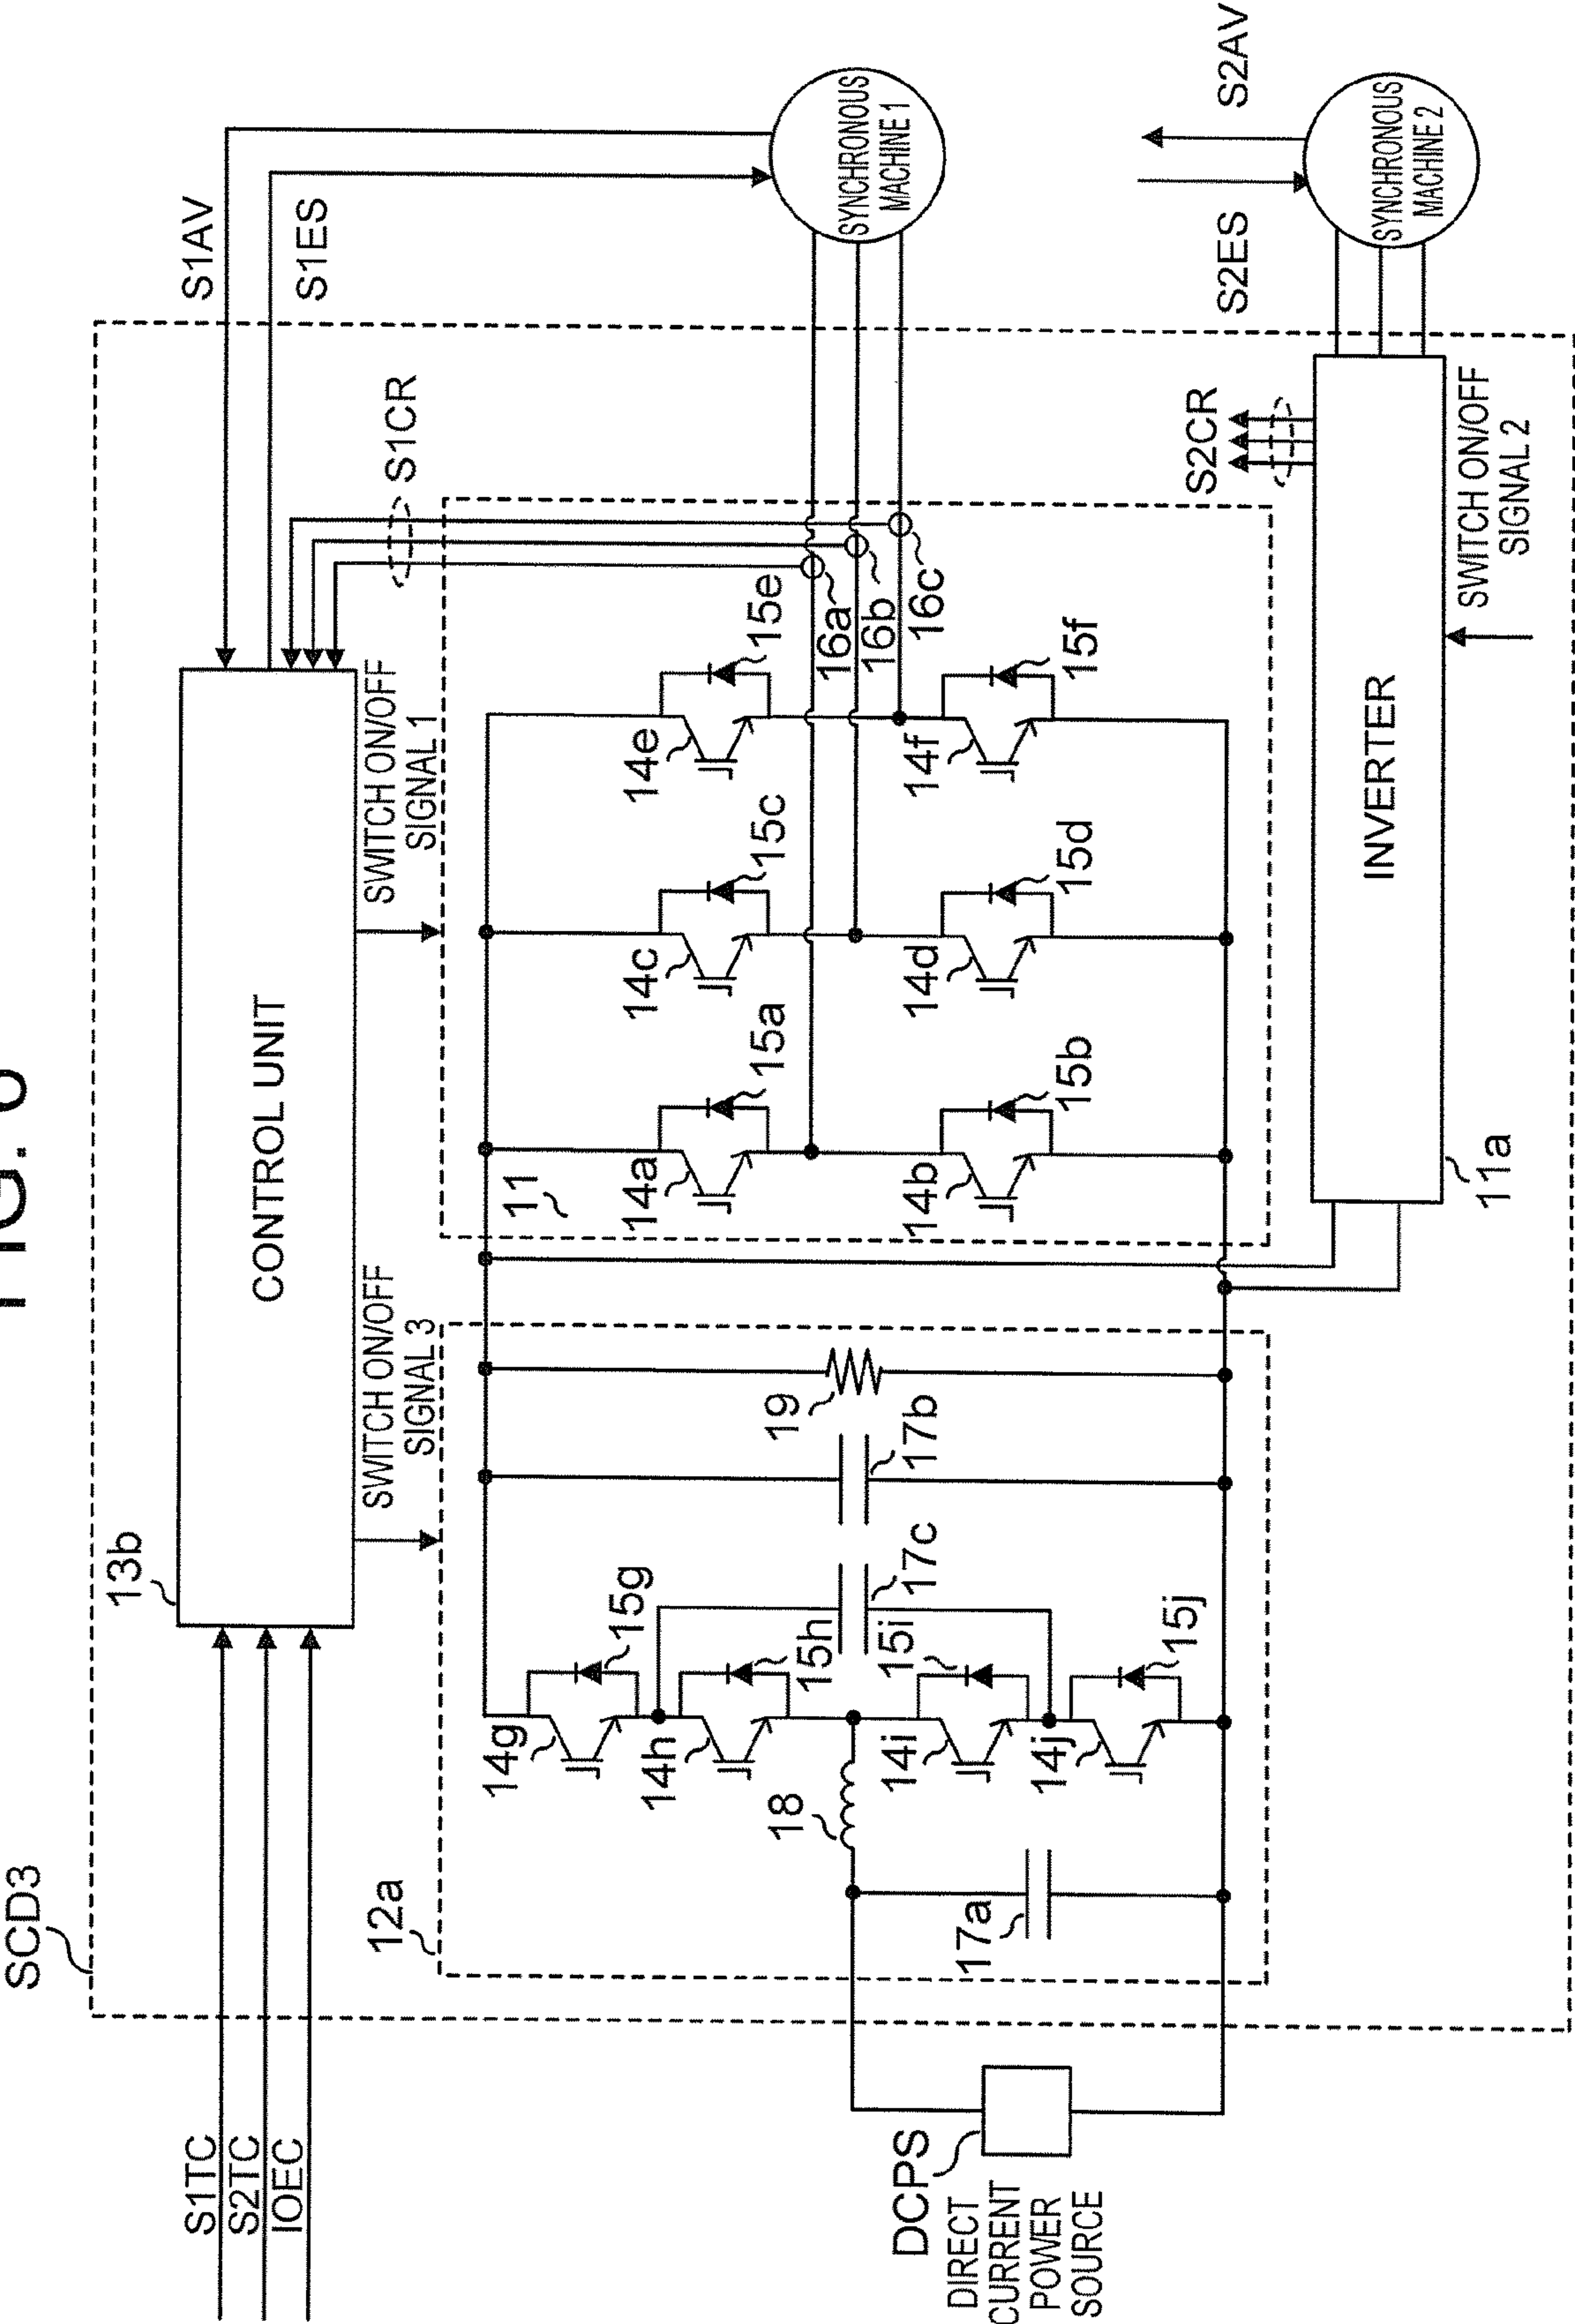 SCD3
13b
CONTROL UNIT
S1TC
S2TC
IOEC
S1AV
S1ES
S1CR
SWITCH ON/OFF
SIGNAL 3
SWITCH ON/OFF
SIGNAL 1
12a
14g
15g
14h
15h
17c
17b
19
18
17a
14i
15i
14j
15j
DCPS
DIRECT
CURRENT
POWER
SOURCE
11
14a
15a
14c
15c
14e
15e
14b
15b
14d
15d
14f
15f
16a
16b
16c
SYNCHRONOUS
MACHINE 1
INVERTER
11a
SWITCH ON/OFF
SIGNAL 2
S2CR
S2ES
S2AV
SYNCHRONOUS
MACHINE 2